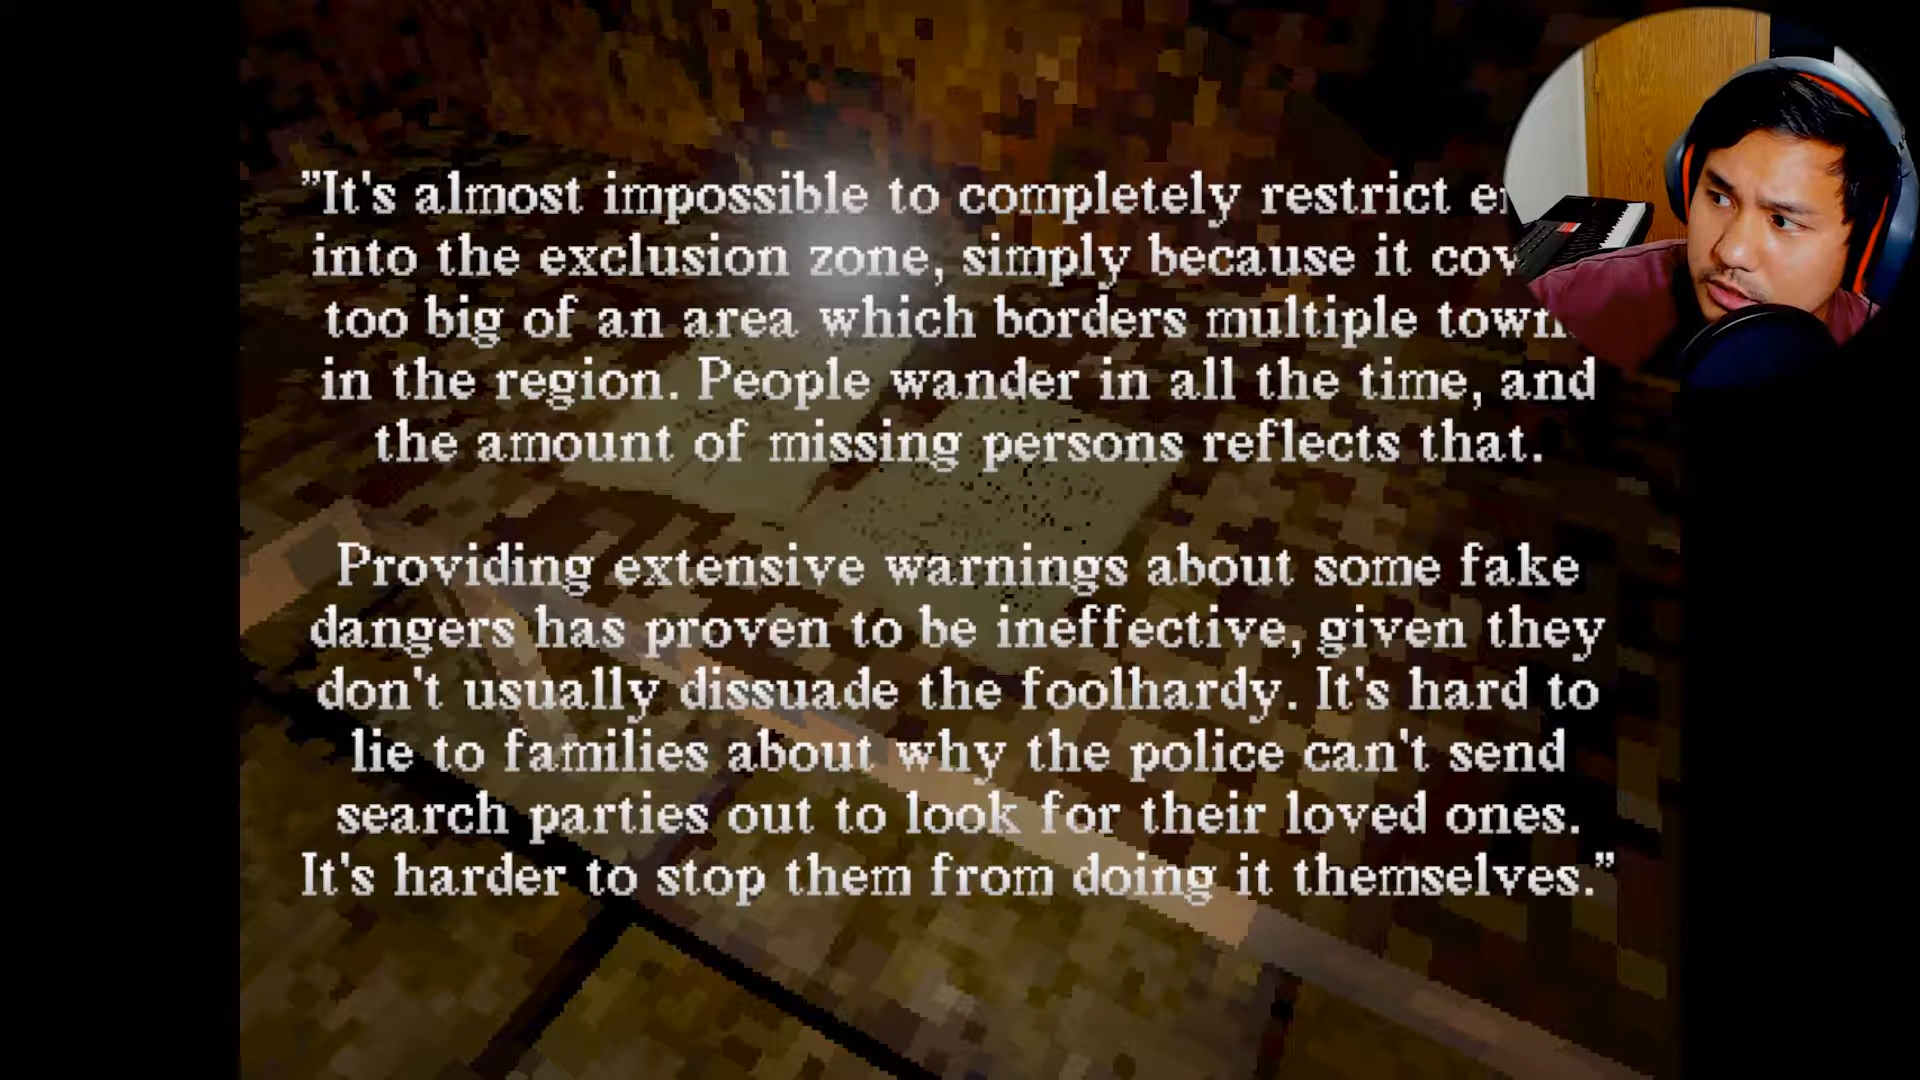 "It's almost impossible to completely restrict
into the exclusion zone, simply because it
too big of an area which borders multiple
in the region. People wander in all the time, and
the amount of missing persons reflects that.
Providing extensive warnings about some fake
dangers has proven to be ineffective, given they
don't usually dissuade the foolhardy. It's hard to
lie to families about why the police can't send
search parties out to look for their loved ones.
It's harder to stop them from doing it themselves."